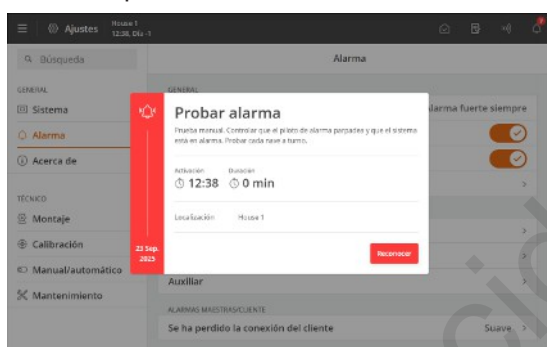 Ajustes
House 1
12:38, Día -1
Búsqueda
Alarma
GENERAL
GENERAL
Sistema
Alarma fuerte siempre
Alarma
Acerca de
TÉCNICO
Montaje
Calibración
Manual/automático
Mantenimiento
Probar alarma
Prueba manual. Controlar que el piloto de alarma parpadea y que el sistema
está en alarma. Probar cada nave a turno.
Activación
Duración
12:38
0 min
Localización
House 1
23 Sep.
2025
Reconocer
Auxiliar
ALARMAS MAESTRAS/CLIENTE
Se ha perdido la conexión del cliente
Suave